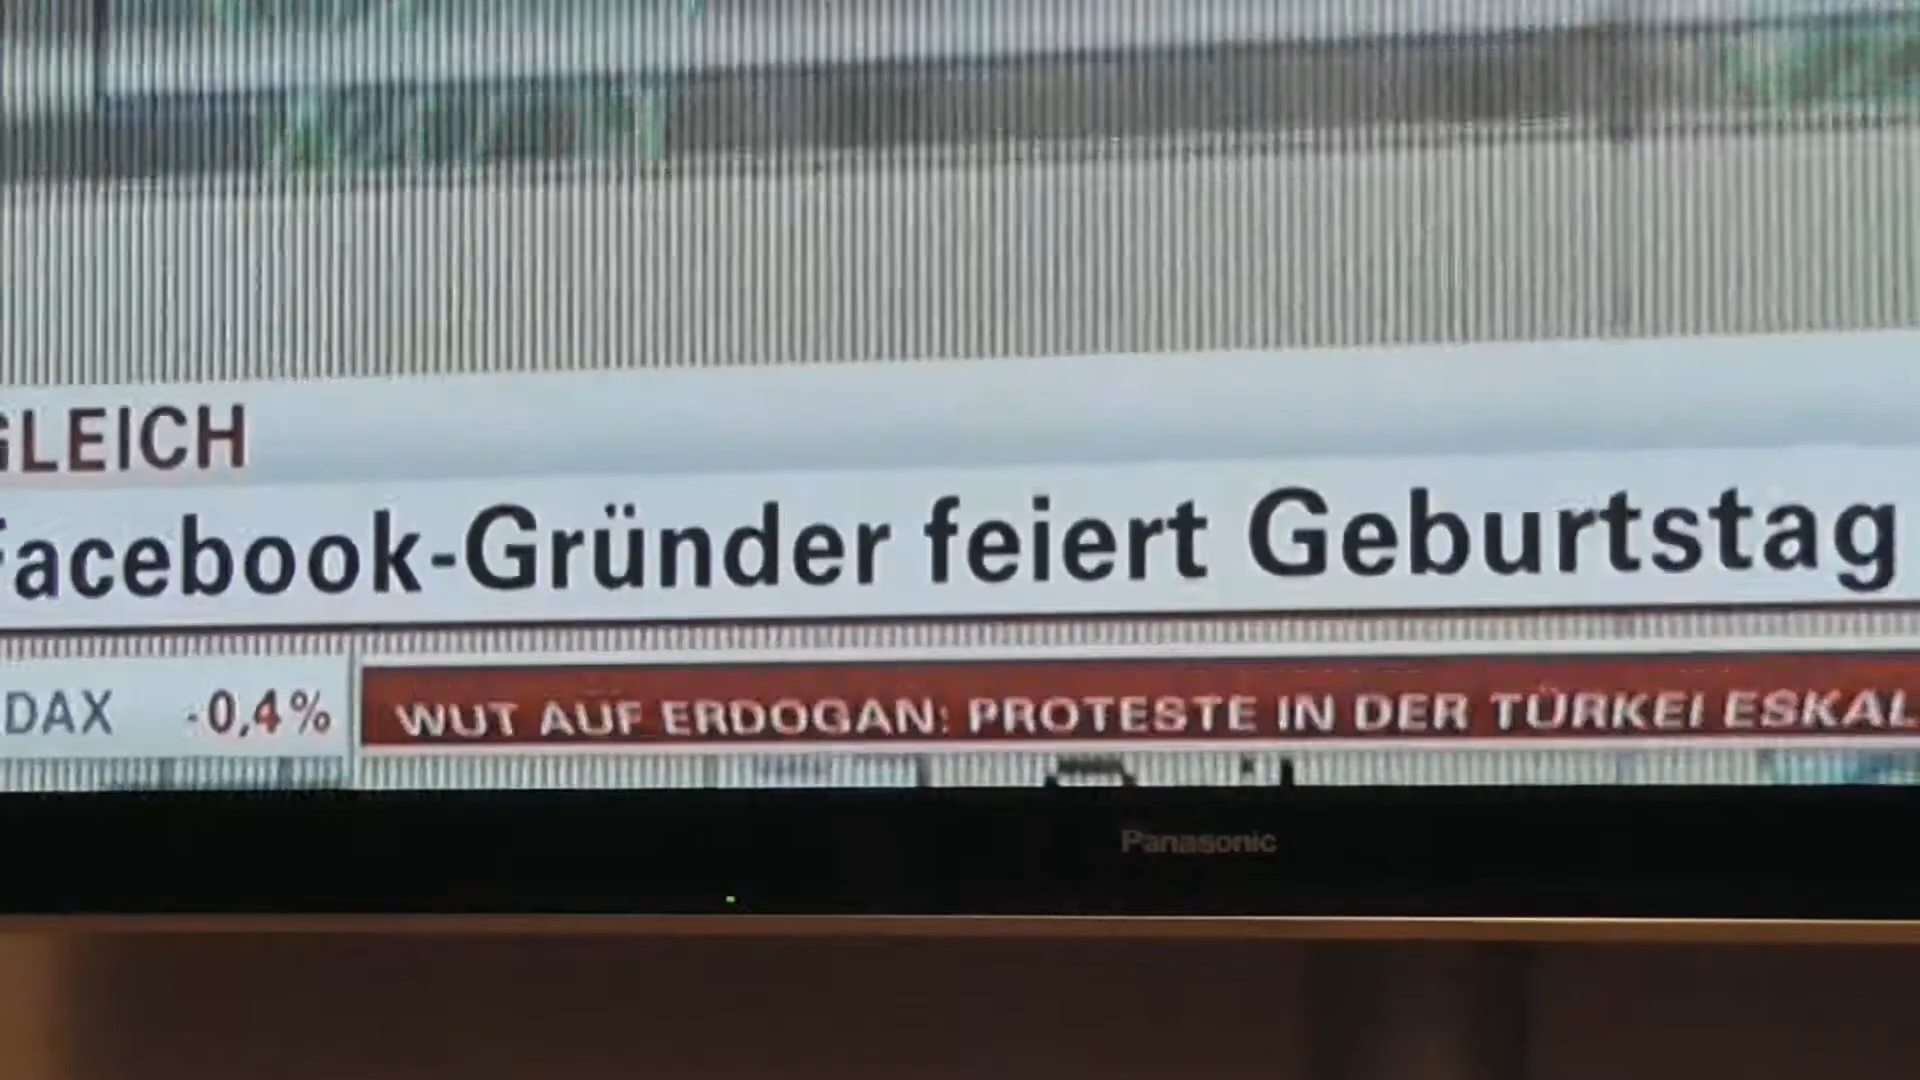 GLEICH
Facebook-Gründer feiert Geburtstag
DAX -0,4% WUT AUF ERDOGAN: PROTESTE IN DER TÜRKEI ESKAL
Panasonic